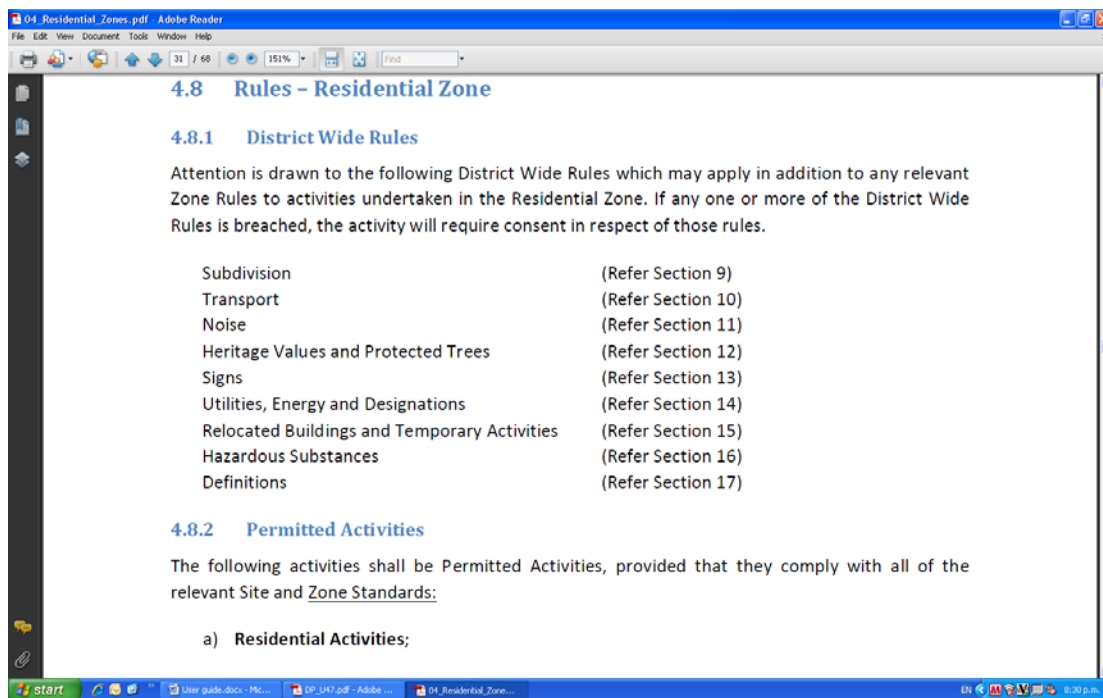 04_Residential_Zones.pdf - Adobe Reader
File Edit View Document Tools Window Help
31 / 68 151% Find
4.8 Rules – Residential Zone
4.8.1 District Wide Rules
Attention is drawn to the following District Wide Rules which may apply in addition to any relevant
Zone Rules to activities undertaken in the Residential Zone. If any one or more of the District Wide
Rules is breached, the activity will require consent in respect of those rules.
Subdivision (Refer Section 9)
Transport (Refer Section 10)
Noise (Refer Section 11)
Heritage Values and Protected Trees (Refer Section 12)
Signs (Refer Section 13)
Utilities, Energy and Designations (Refer Section 14)
Relocated Buildings and Temporary Activities (Refer Section 15)
Hazardous Substances (Refer Section 16)
Definitions (Refer Section 17)
4.8.2 Permitted Activities
The following activities shall be Permitted Activities, provided that they comply with all of the
relevant Site and Zone Standards:
a) Residential Activities;
start User guide.docx - Mic... DP_U47.pdf - Adobe ... 04_Residential_Zone... EN 8:30 p.m.